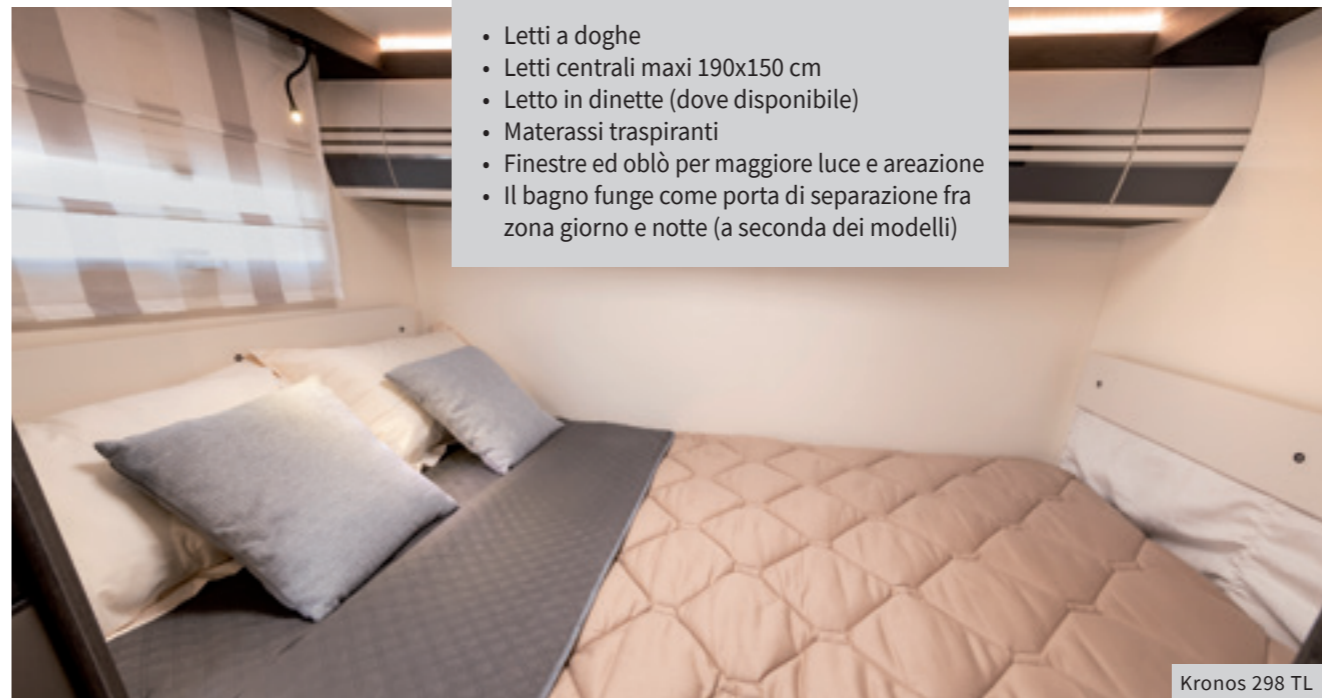 • Letti a doghe
• Letti centrali maxi 190x150 cm
• Letto in dinette (dove disponibile)
• Materassi traspiranti
• Finestre ed oblò per maggiore luce e areazione
• Il bagno funge come porta di separazione fra
zona giorno e notte (a seconda dei modelli)
Kronos 298 TL